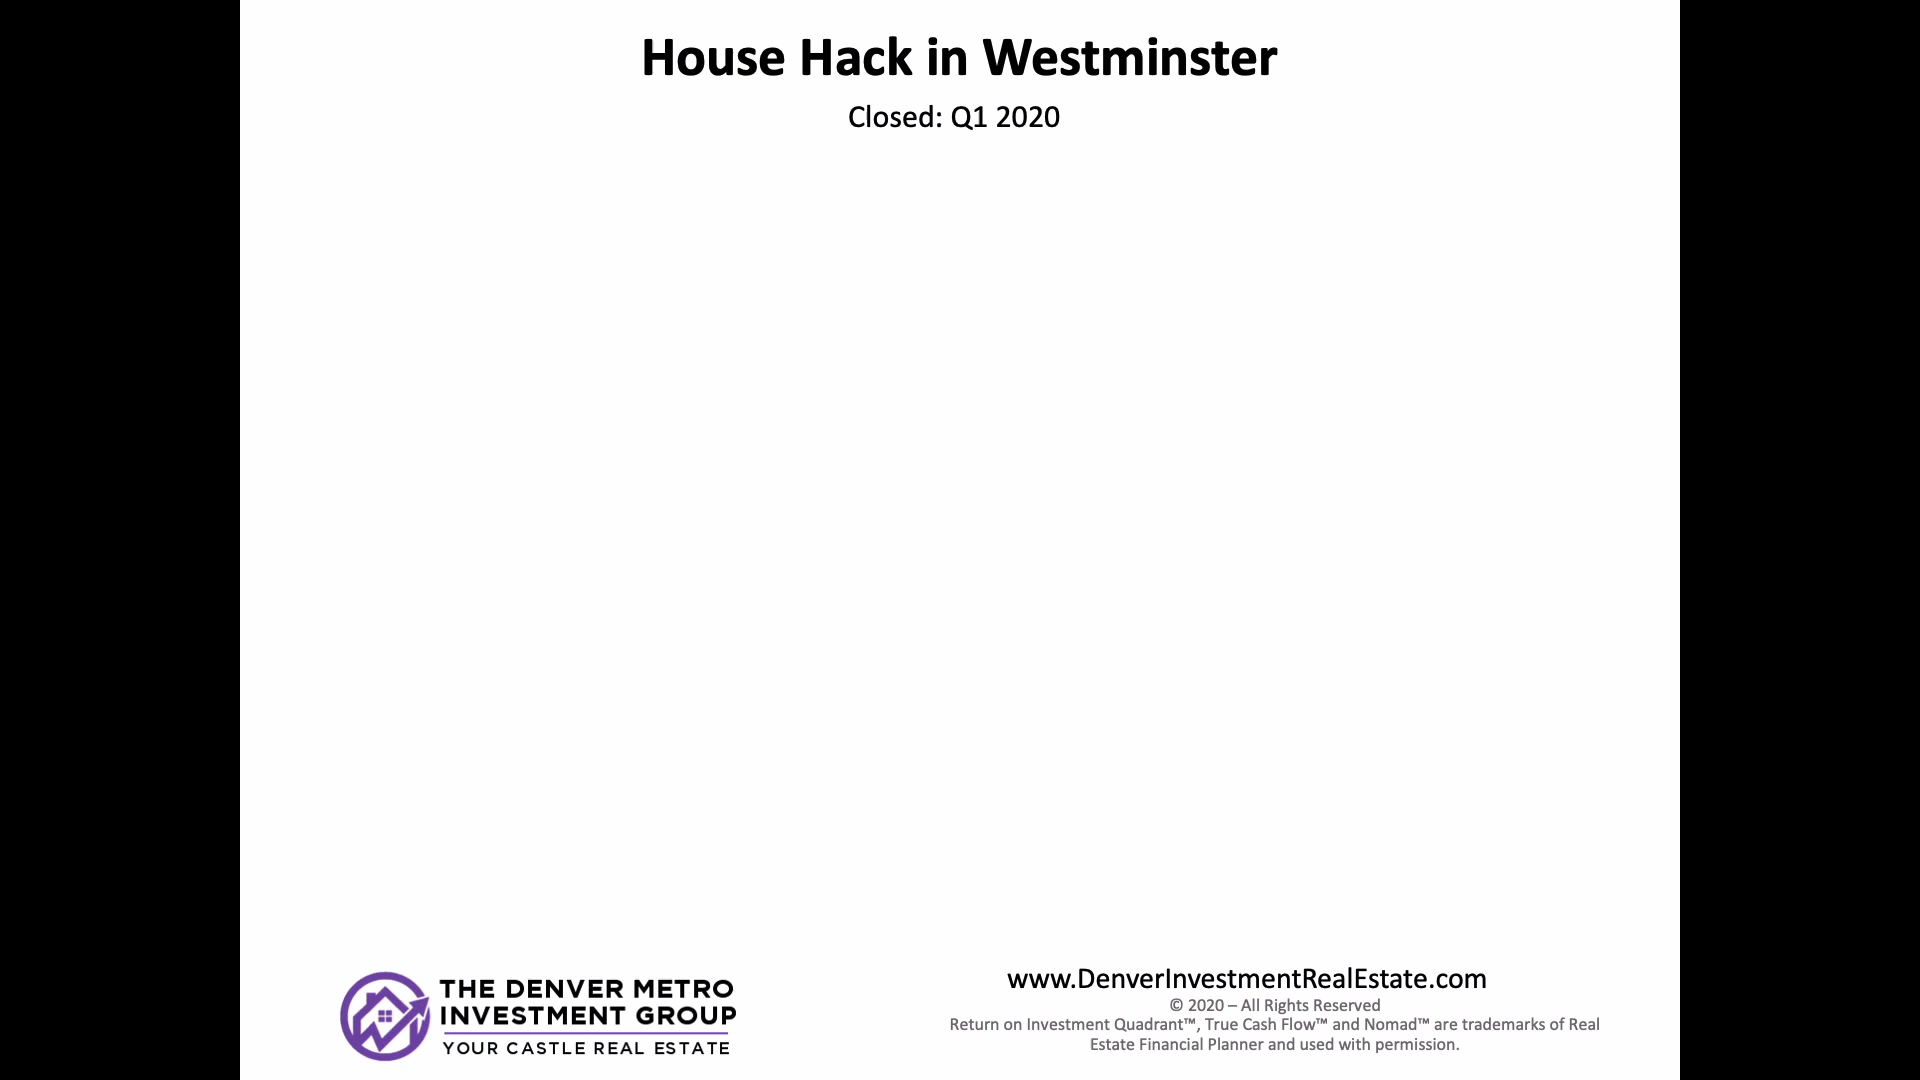 House Hack in Westminster
Closed: Q1 2020
THE DENVER METRO
INVESTMENT GROUP
YOUR CASTLE REAL ESTATE
www.DenverInvestmentRealEstate.com
© 2020 – All Rights Reserved
Return on Investment Quadrant™, True Cash Flow™ and Nomad™ are trademarks of Real
Estate Financial Planner and used with permission.